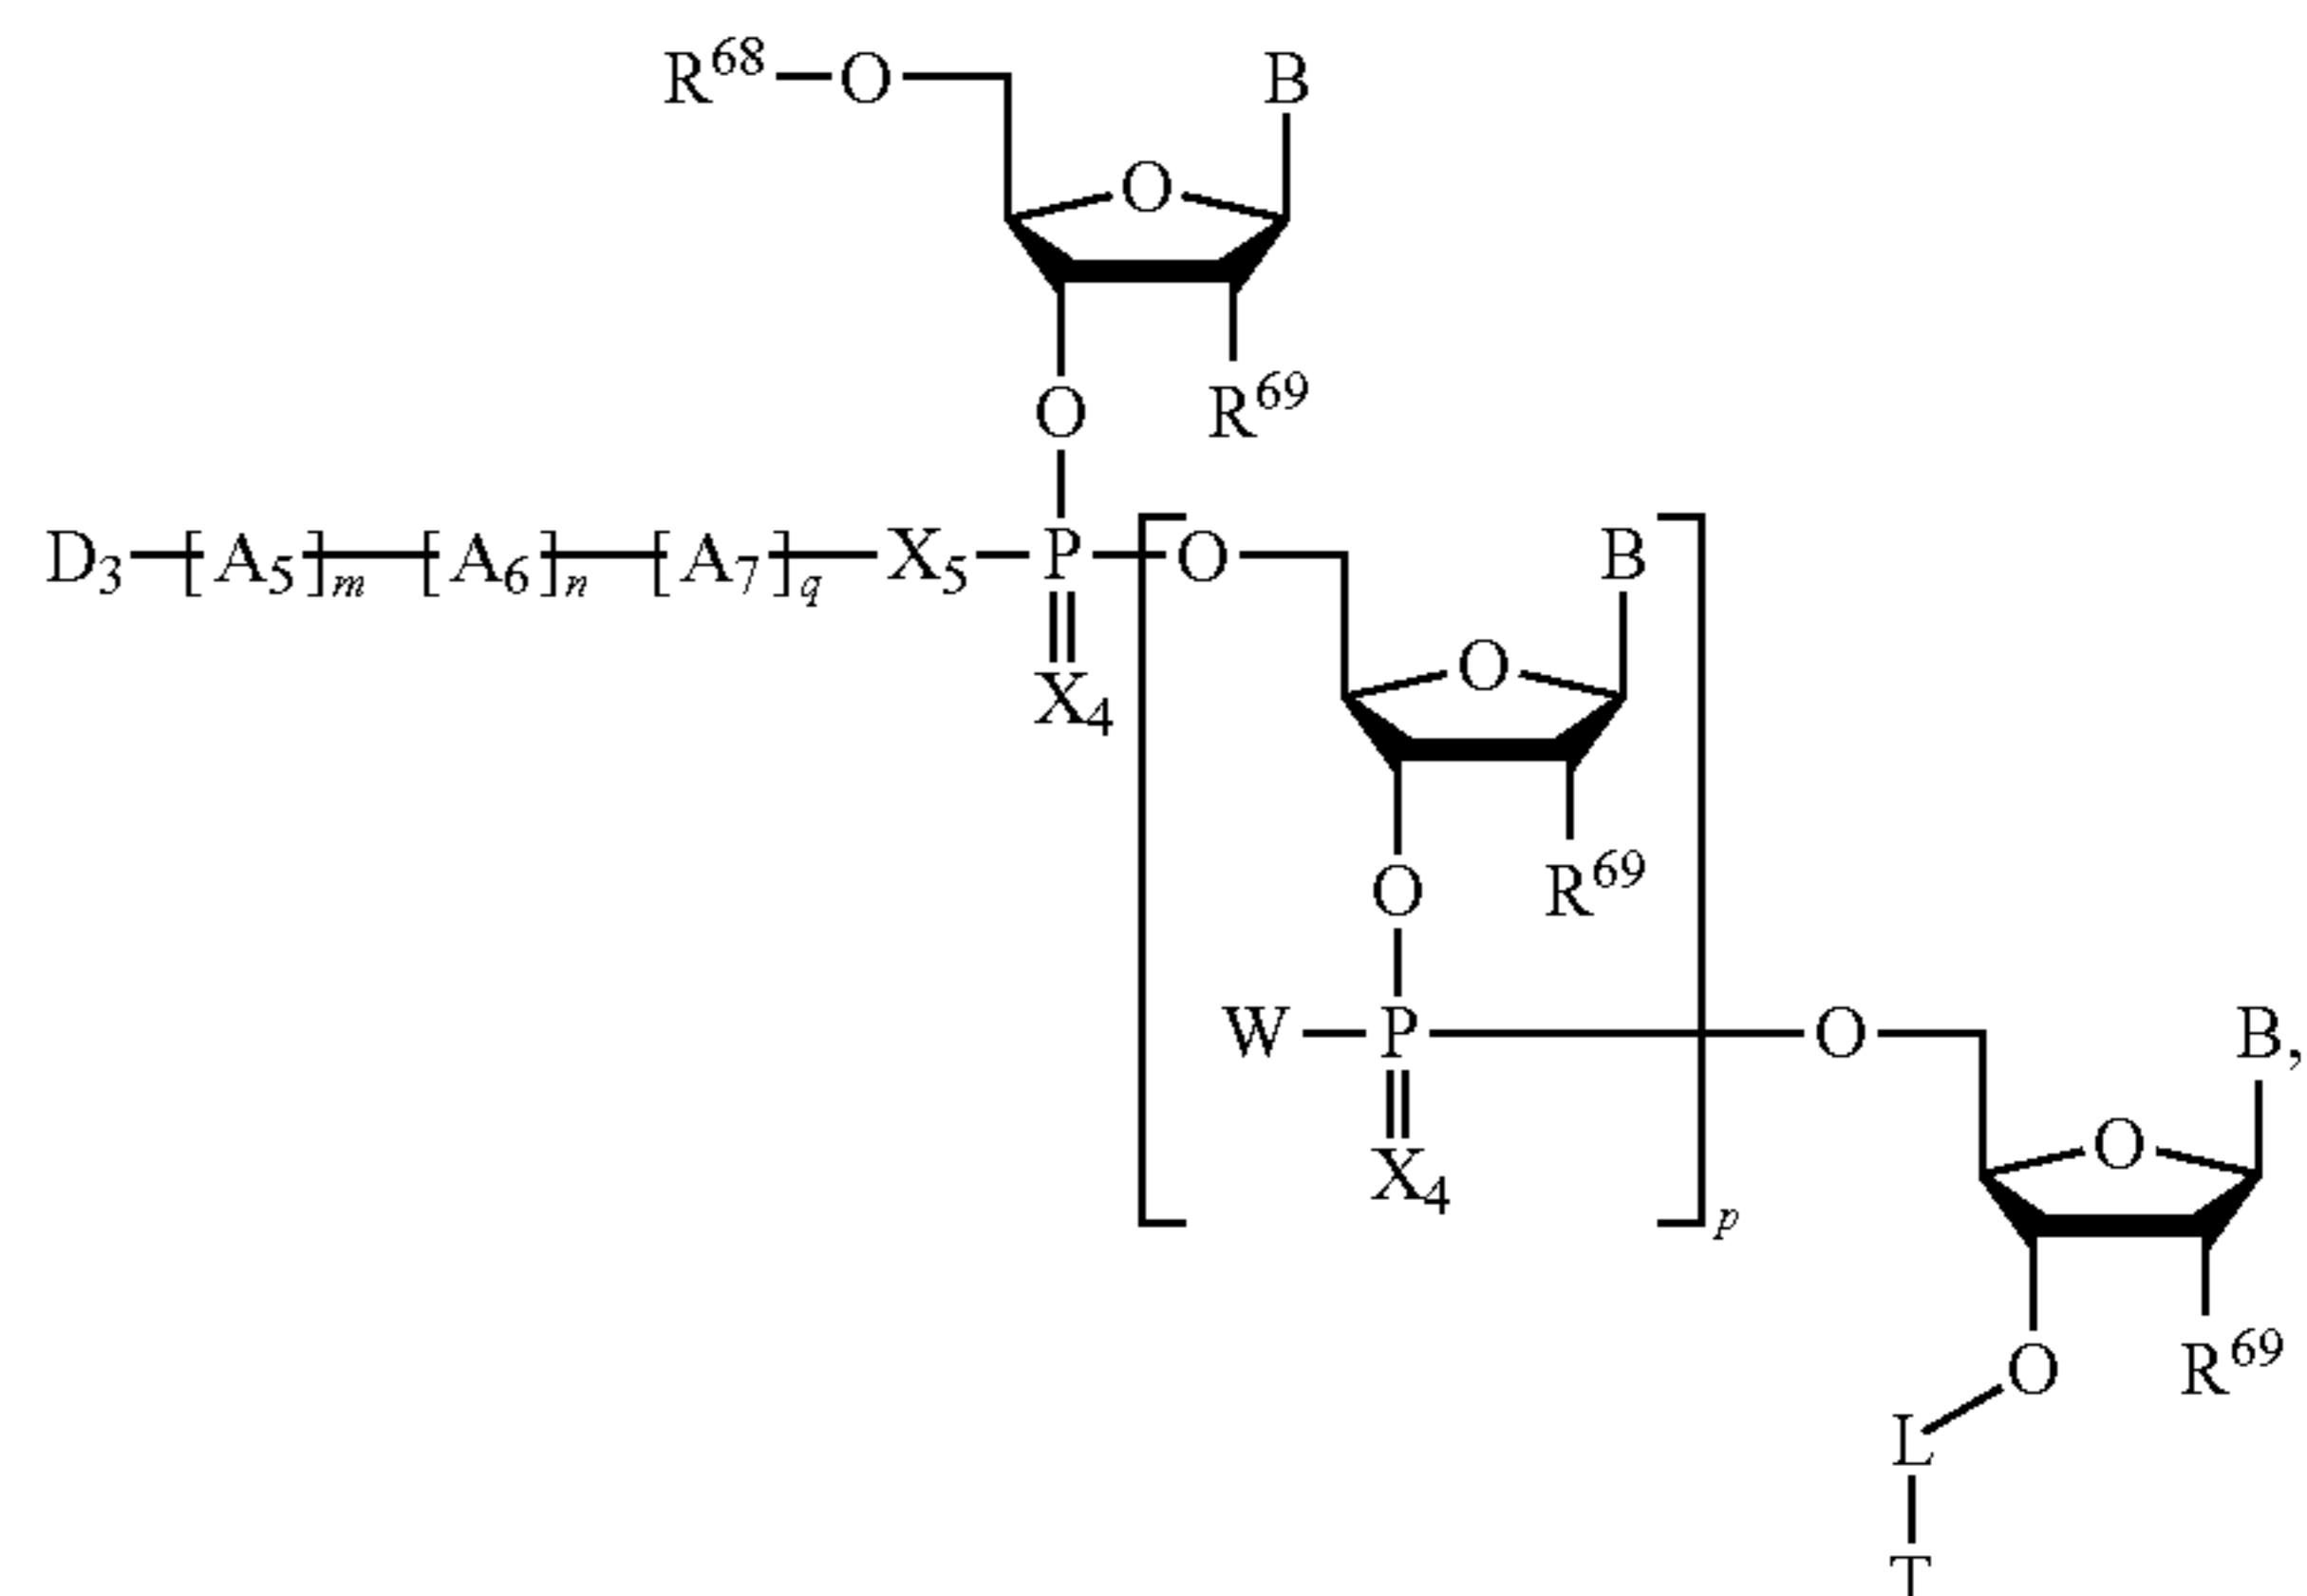 R⁶⁸ O B
O
O R⁶⁹
D₃ [ A₅ ]m [ A₆ ]n [ A₇ ]q X₅ P O B
X₄ O
O R⁶⁹
W P O B,
X₄ O
p
O R⁶⁹
L
T